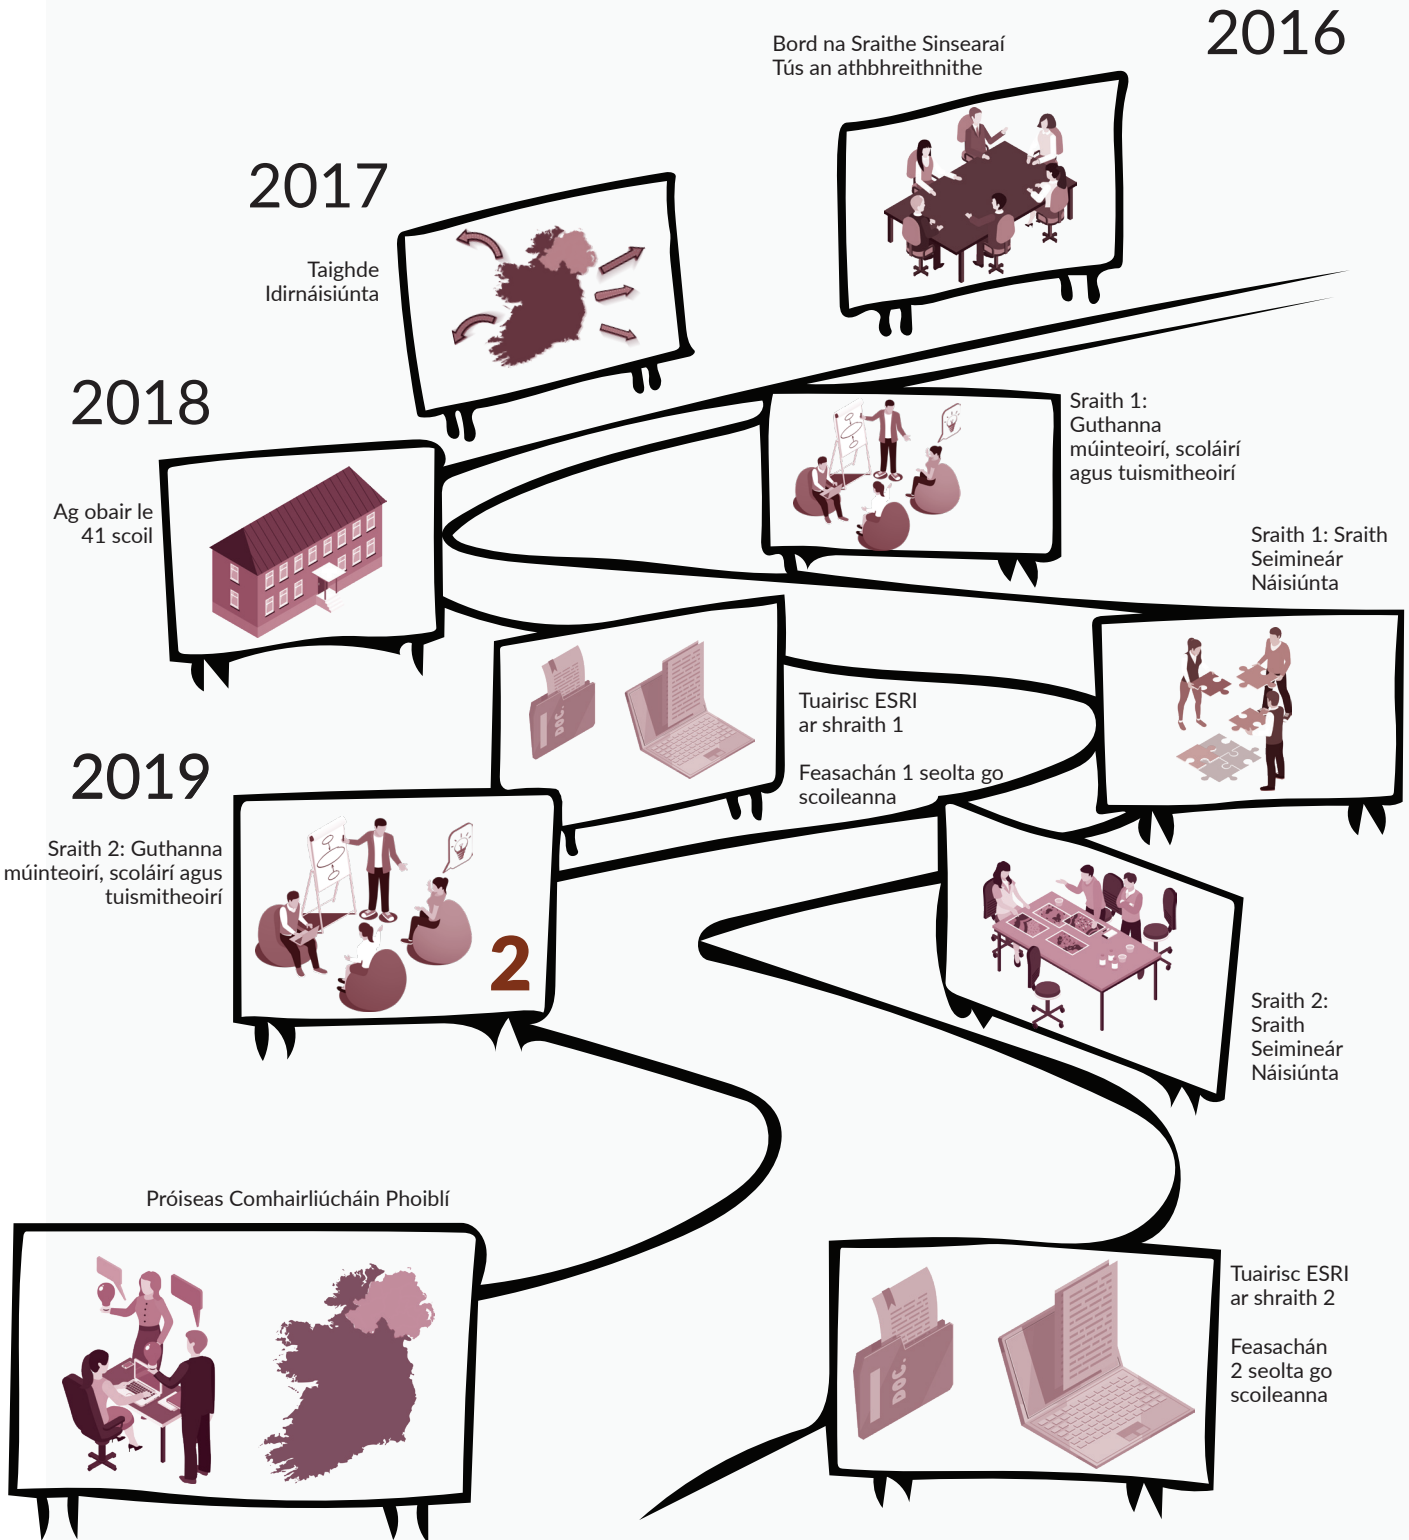 2016
Bord na Sraithe Sinsearaí
Tús an athbhreithnithe
2017
Taighde
Idirnáisiúnta
2018
Ag obair le
41 scoil
Sraith 1:
Guthanna
múinteoirí, scoláirí
agus tuismitheoirí
Sraith 1: Sraith
Seimineár
Náisiúnta
DOC.
Tuairisc ESRI
ar shraith 1
Feasachán 1 seolta go
scoileanna
2019
Sraith 2: Guthanna
múinteoirí, scoláirí agus
tuismitheoirí
2
Sraith 2:
Sraith
Seimineár
Náisiúnta
Próiseas Comhairliúcháin Phoiblí
DOC.
Tuairisc ESRI
ar shraith 2
Feasachán
2 seolta go
scoileanna